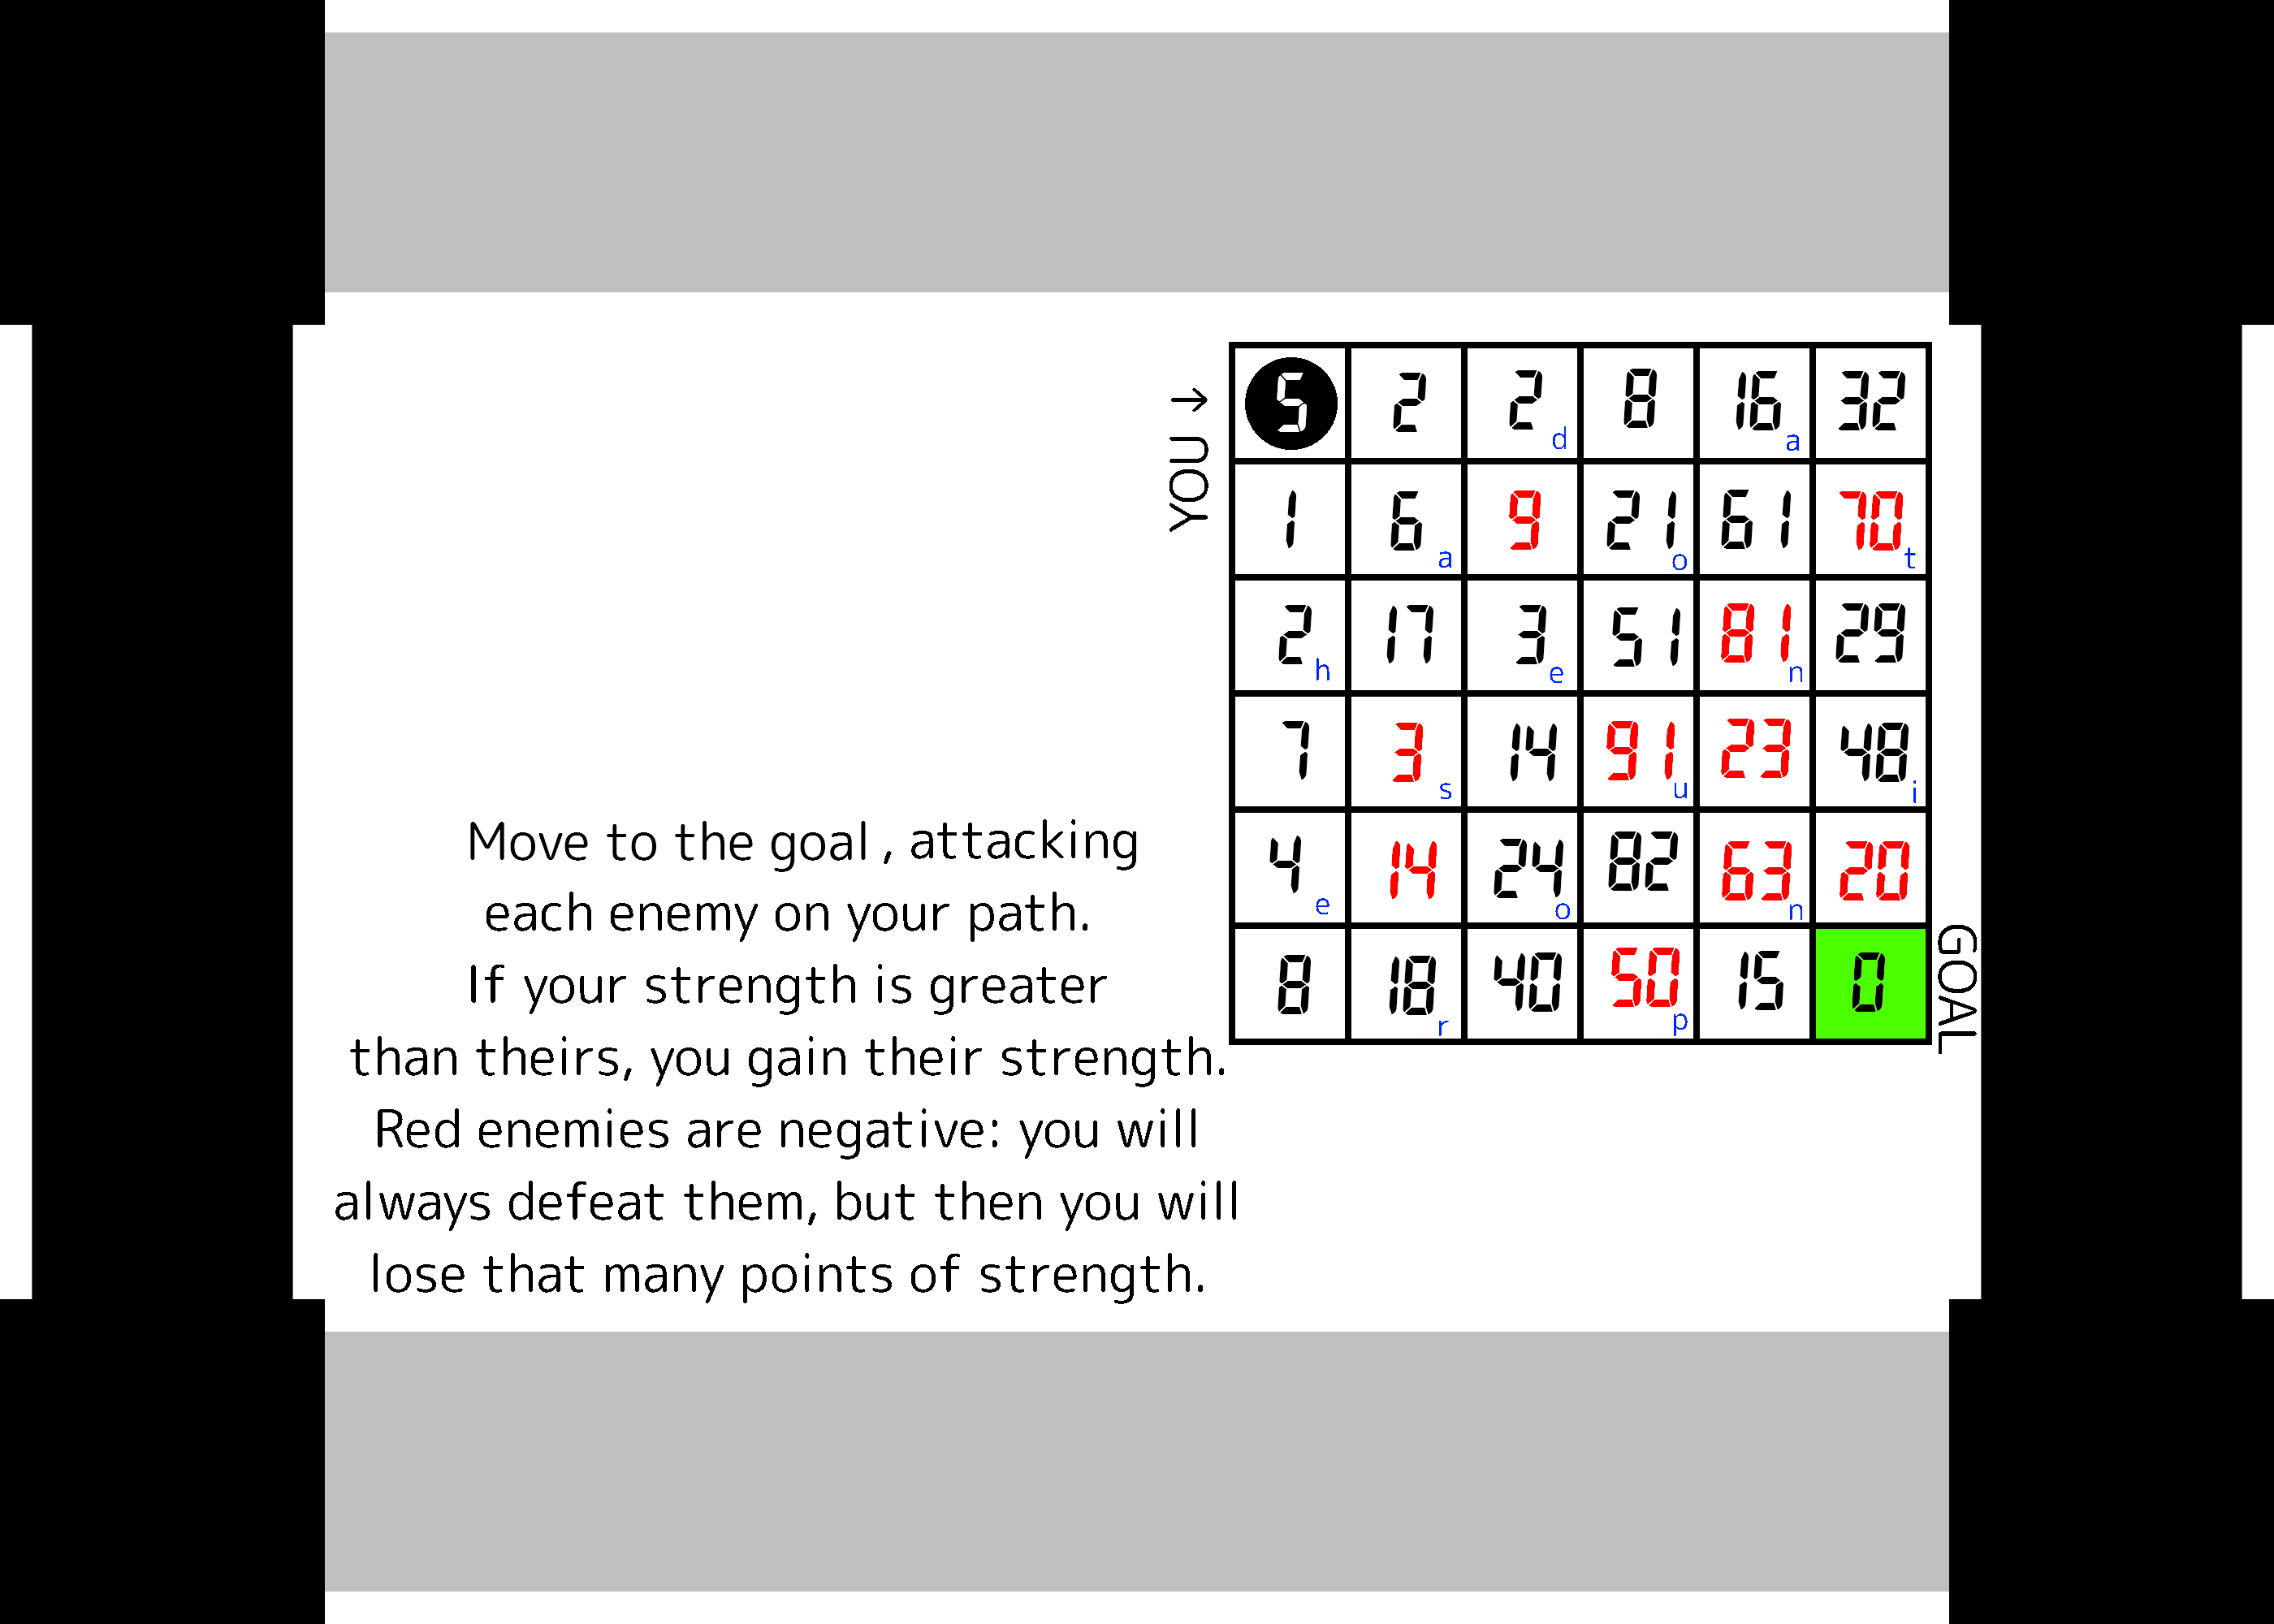 YOU →
5 2 2 d 8 16 a 32
1 6 a 9 21 o 61 70 t
2 h 17 3 e 51 81 n 29
7 3 s 14 91 u 23 48 i
4 e 14 24 o 82 63 n 20
8 18 r 40 50 p 15 0
GOAL
Move to the goal , attacking
each enemy on your path.
If your strength is greater
than theirs, you gain their strength.
Red enemies are negative: you will
always defeat them, but then you will
lose that many points of strength.